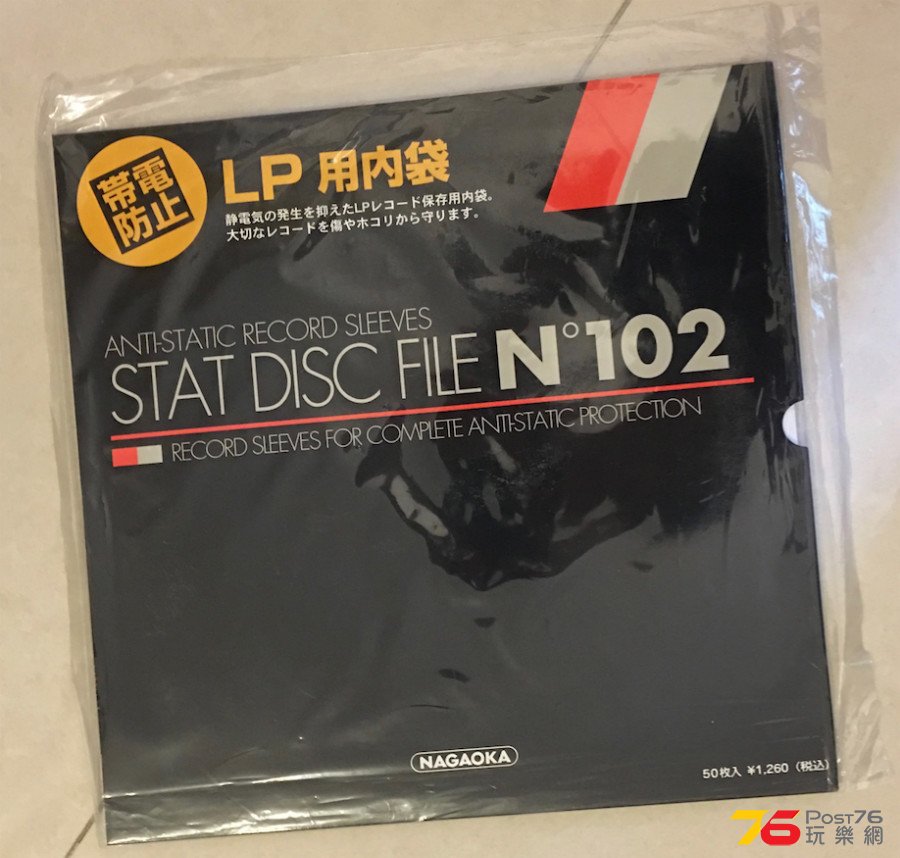 帯電
防止
LP 用内袋
静電気の発生を抑えたLPレコード保存用内袋。
大切なレコードを傷やホコリから守ります。
ANTI-STATIC RECORD SLEEVES
STAT DISC FILE N°102
RECORD SLEEVES FOR COMPLETE ANTI-STATIC PROTECTION
NAGAOKA
50枚入 ¥1,260（税込）
76 POST76
玩樂網